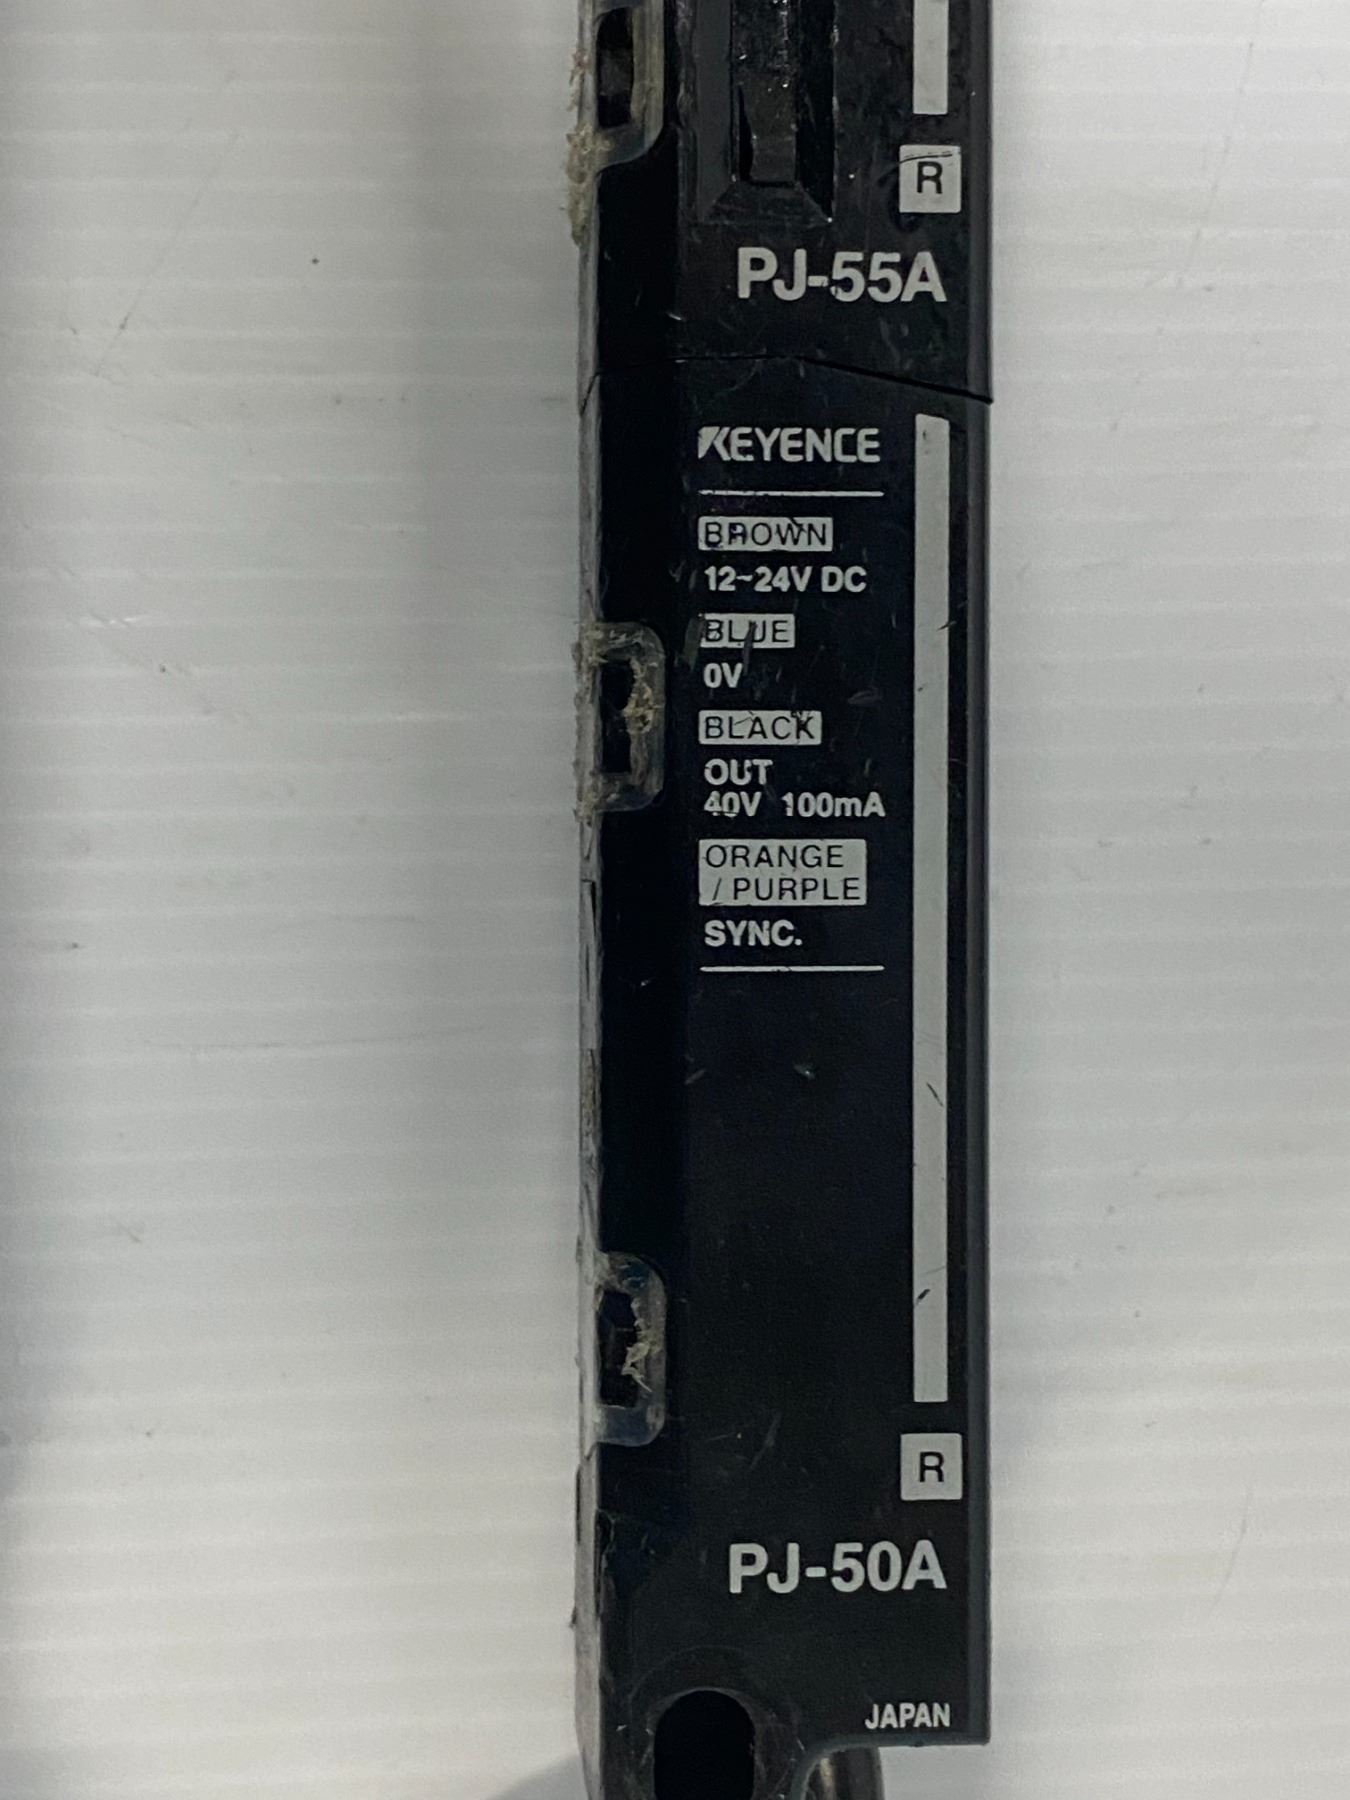 R
PJ-55A
KEYENCE
BROWN
12~24V DC
BLUE
0V
BLACK
OUT
40V 100mA
ORANGE
/ PURPLE
SYNC.
R
PJ-50A
JAPAN